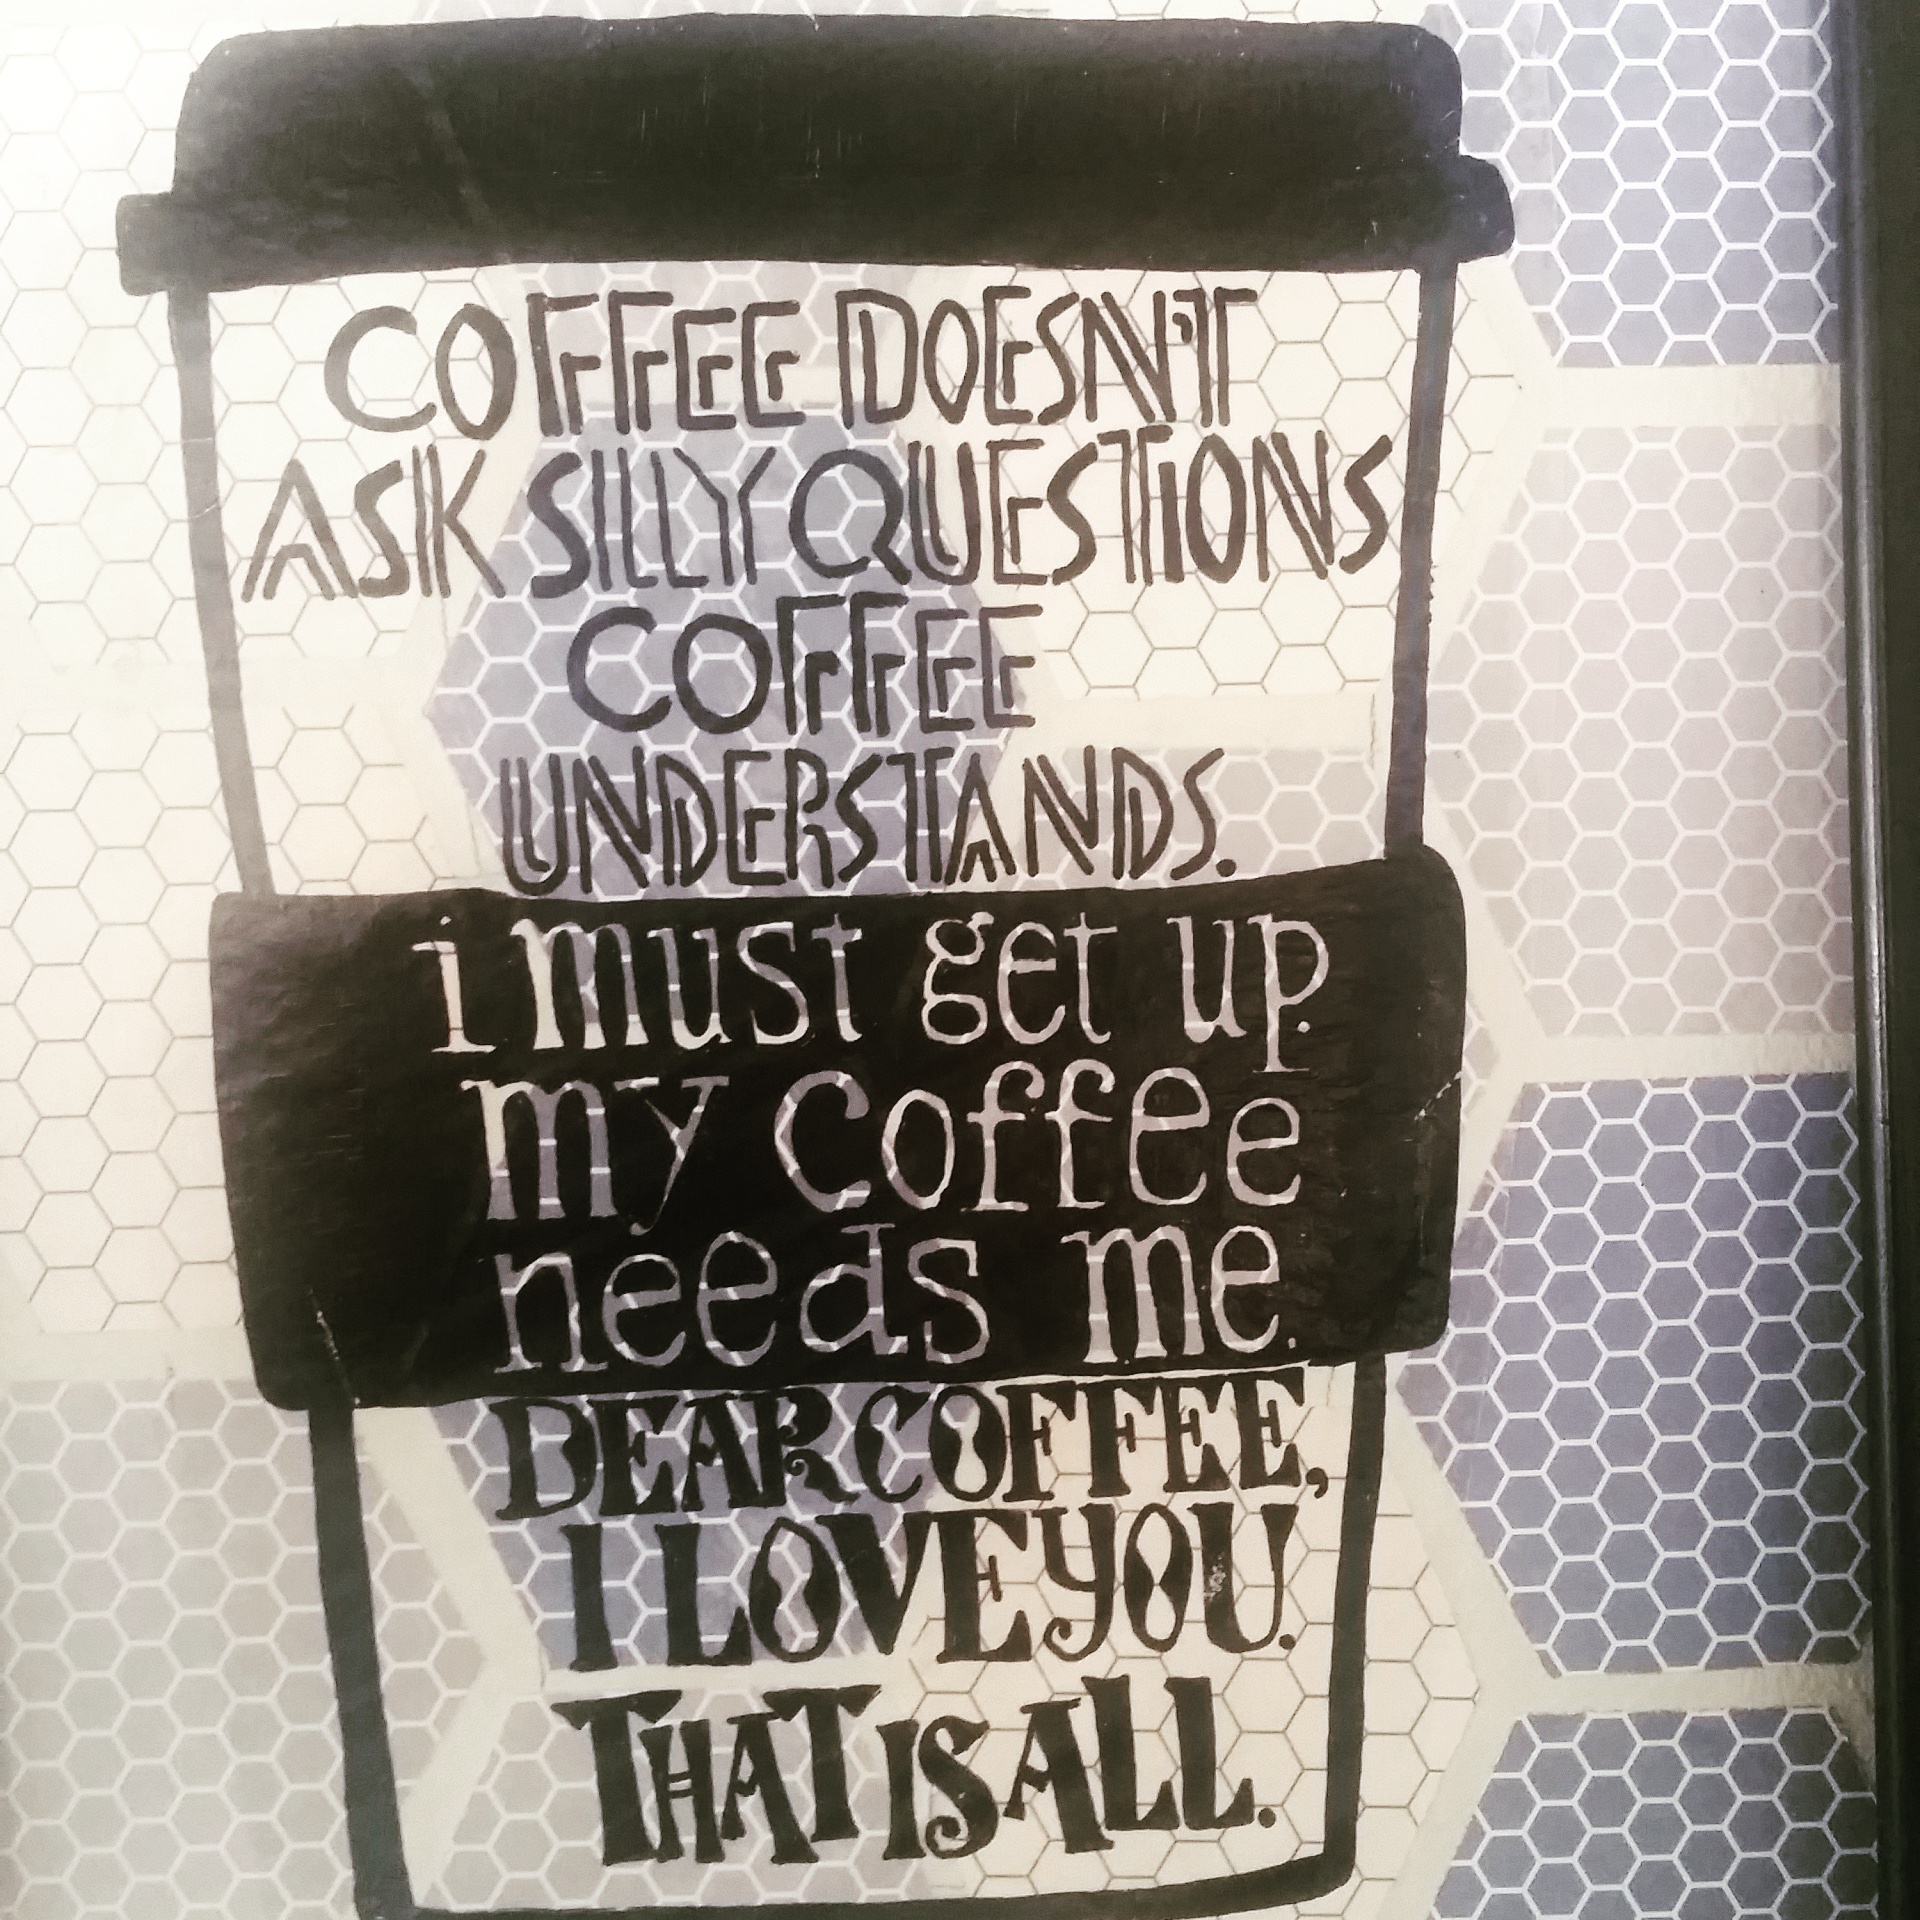 COFFEE DOESN'T
ASK SILLY QUESTIONS
COFFEE
UNDERSTANDS.
i must get up.
my coffee
needs me.
DEAR COFFEE,
I LOVE YOU.
THAT IS ALL.